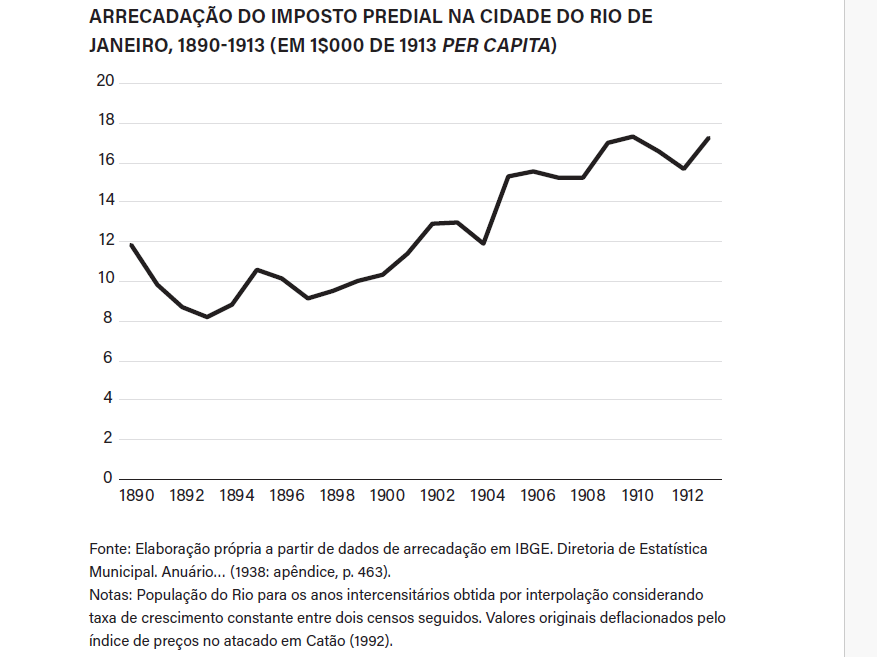 ARRECADAÇÃO DO IMPOSTO PREDIAL NA CIDADE DO RIO DE
JANEIRO, 1890-1913 (EM 1$000 DE 1913 PER CAPITA)
20
18
16
14
12
10
8
6
4
2
0
1890 1892 1894 1896 1898 1900 1902 1904 1906 1908 1910 1912
Fonte: Elaboração própria a partir de dados de arrecadação em IBGE. Diretoria de Estatística
Municipal. Anuário... (1938: apêndice, p. 463).
Notas: População do Rio para os anos intercensitários obtida por interpolação considerando
taxa de crescimento constante entre dois censos seguidos. Valores originais deflacionados pelo
índice de preços no atacado em Catão (1992).